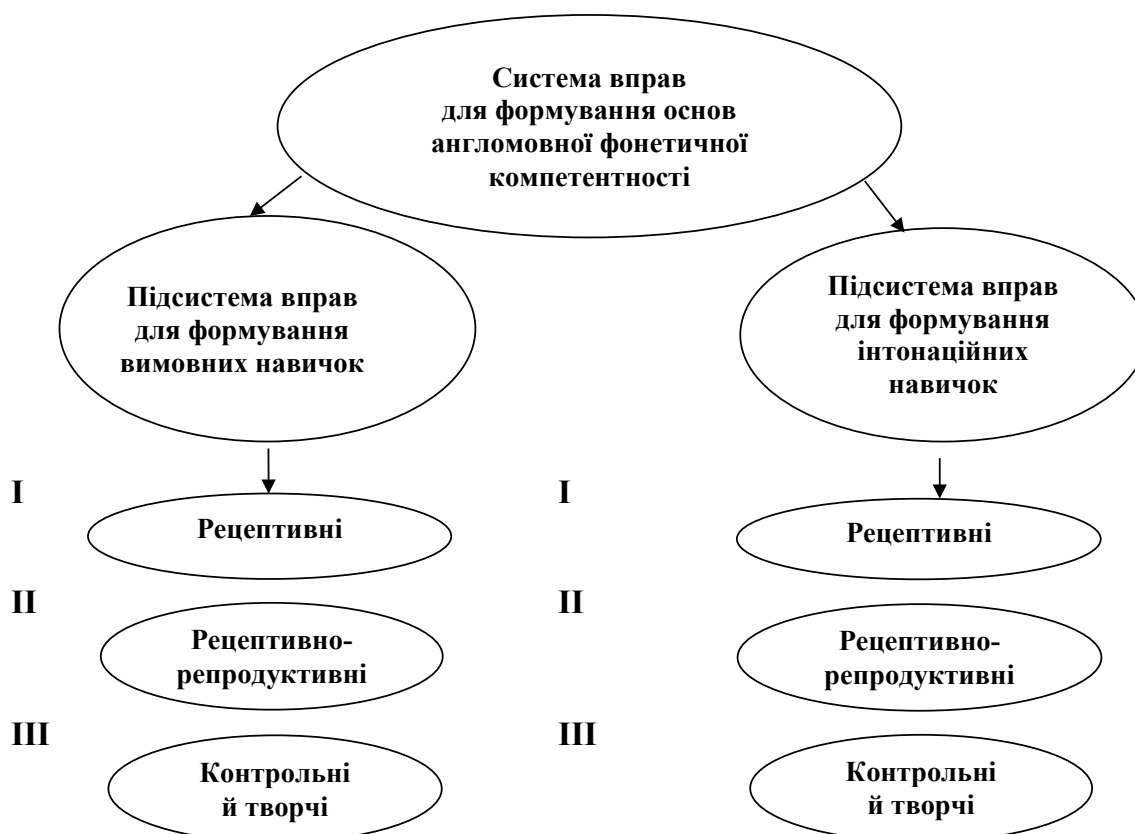 Система вправ
для формування основ
англомовної фонетичної
компетентності
Підсистема вправ
для формування
вимовних навичок
Підсистема вправ
для формування
інтонаційних
навичок
I
Рецептивні
I
Рецептивні
II
Рецептивно-
репродуктивні
II
Рецептивно-
репродуктивні
III
Контрольні
й творчі
III
Контрольні
й творчі